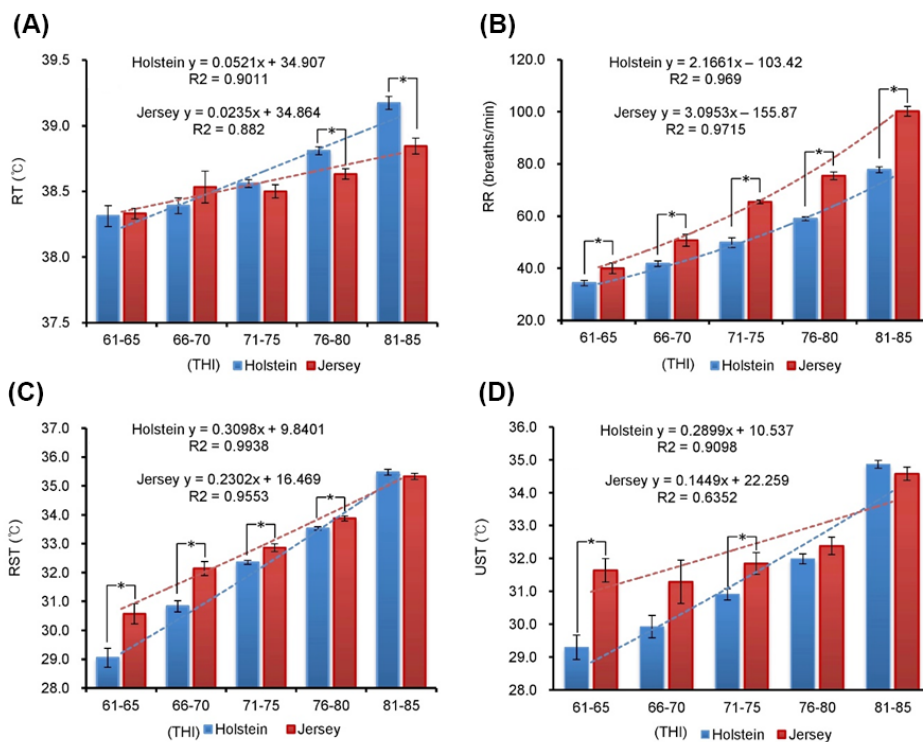 (A)
39.5
39.0
38.5
38.0
37.5
RT (℃)
Holstein y = 0.0521x + 34.907
R2 = 0.9011
Jersey y = 0.0235x + 34.864
R2 = 0.882
*
*
61-65 66-70 71-75 76-80 81-85
(THI) Holstein Jersey
(B)
120.0
100.0
80.0
60.0
40.0
20.0
RR (breaths/min)
Holstein y = 2.1661x – 103.42
R2 = 0.969
Jersey y = 3.0953x – 155.87
R2 = 0.9715
*
*
*
*
*
61-65 66-70 71-75 76-80 81-85
(THI) Holstein Jersey
(C)
37.0
36.0
35.0
34.0
33.0
32.0
31.0
30.0
29.0
28.0
RST (℃)
Holstein y = 0.3098x + 9.8401
R2 = 0.9938
Jersey y = 0.2302x + 16.469
R2 = 0.9553
*
*
*
*
61-65 66-70 71-75 76-80 81-85
(THI) Holstein Jersey
(D)
36.0
35.0
34.0
33.0
32.0
31.0
30.0
29.0
28.0
UST (℃)
Holstein y = 0.2899x + 10.537
R2 = 0.9098
Jersey y = 0.1449x + 22.259
R2 = 0.6352
*
*
61-65 66-70 71-75 76-80 81-85
(THI) Holstein Jersey